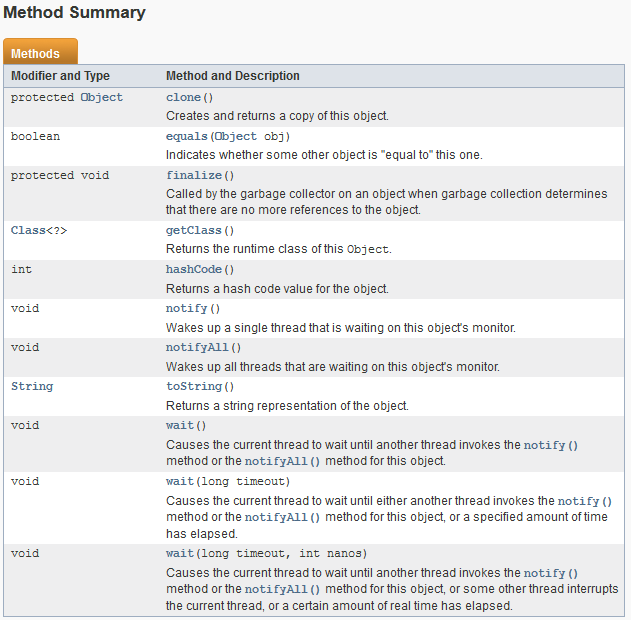 Method Summary
Methods
Modifier and Type Method and Description
protected Object clone()
Creates and returns a copy of this object.
boolean equals(Object obj)
Indicates whether some other object is "equal to" this one.
protected void finalize()
Called by the garbage collector on an object when garbage collection determines
that there are no more references to the object.
Class<?> getClass()
Returns the runtime class of this Object.
int hashCode()
Returns a hash code value for the object.
void notify()
Wakes up a single thread that is waiting on this object's monitor.
void notifyAll()
Wakes up all threads that are waiting on this object's monitor.
String toString()
Returns a string representation of the object.
void wait()
Causes the current thread to wait until another thread invokes the notify()
method or the notifyAll() method for this object.
void wait(long timeout)
Causes the current thread to wait until either another thread invokes the notify()
method or the notifyAll() method for this object, or a specified amount of time
has elapsed.
void wait(long timeout, int nanos)
Causes the current thread to wait until another thread invokes the notify()
method or the notifyAll() method for this object, or some other thread interrupts
the current thread, or a certain amount of real time has elapsed.